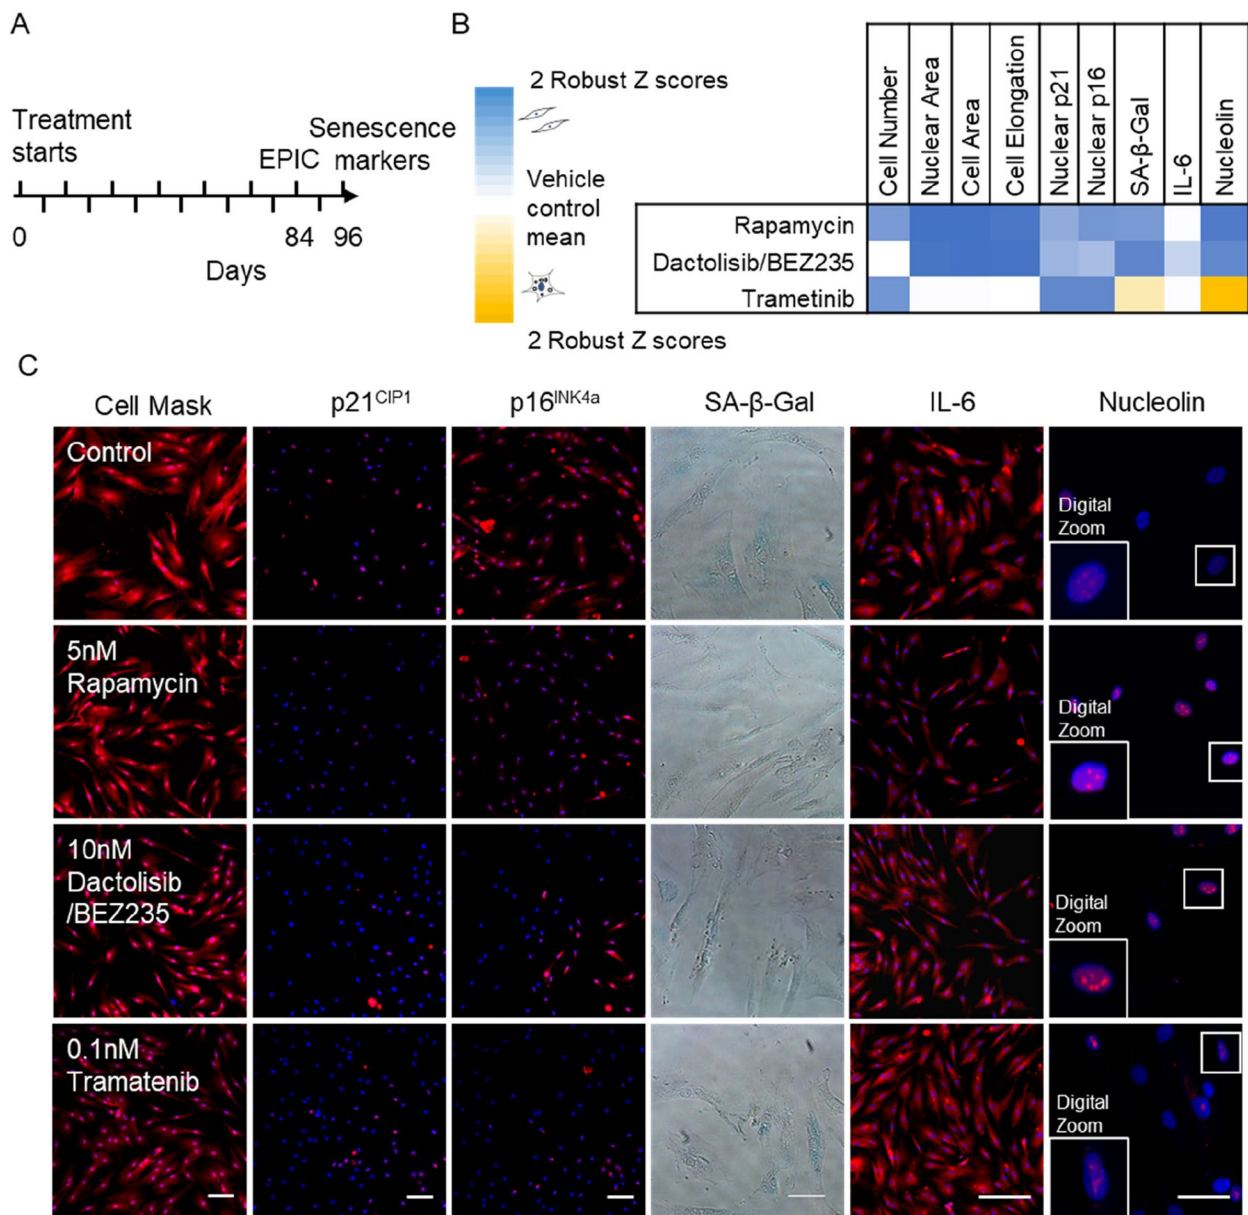 A
Treatment
starts
EPIC
Senescence
markers
0
84
96
Days
B
2 Robust Z scores
Vehicle
control
mean
2 Robust Z scores
Cell Number
Nuclear Area
Cell Area
Cell Elongation
Nuclear p21
Nuclear p16
SA-β-Gal
IL-6
Nucleolin
Rapamycin
Dactolisib/BEZ235
Trametinib
C
Cell Mask
p21CIP1
p16INK4a
SA-β-Gal
IL-6
Nucleolin
Control
Digital
Zoom
5nM
Rapamycin
Digital
Zoom
10nM
Dactolisib
/BEZ235
Digital
Zoom
0.1nM
Tramatenib
Digital
Zoom